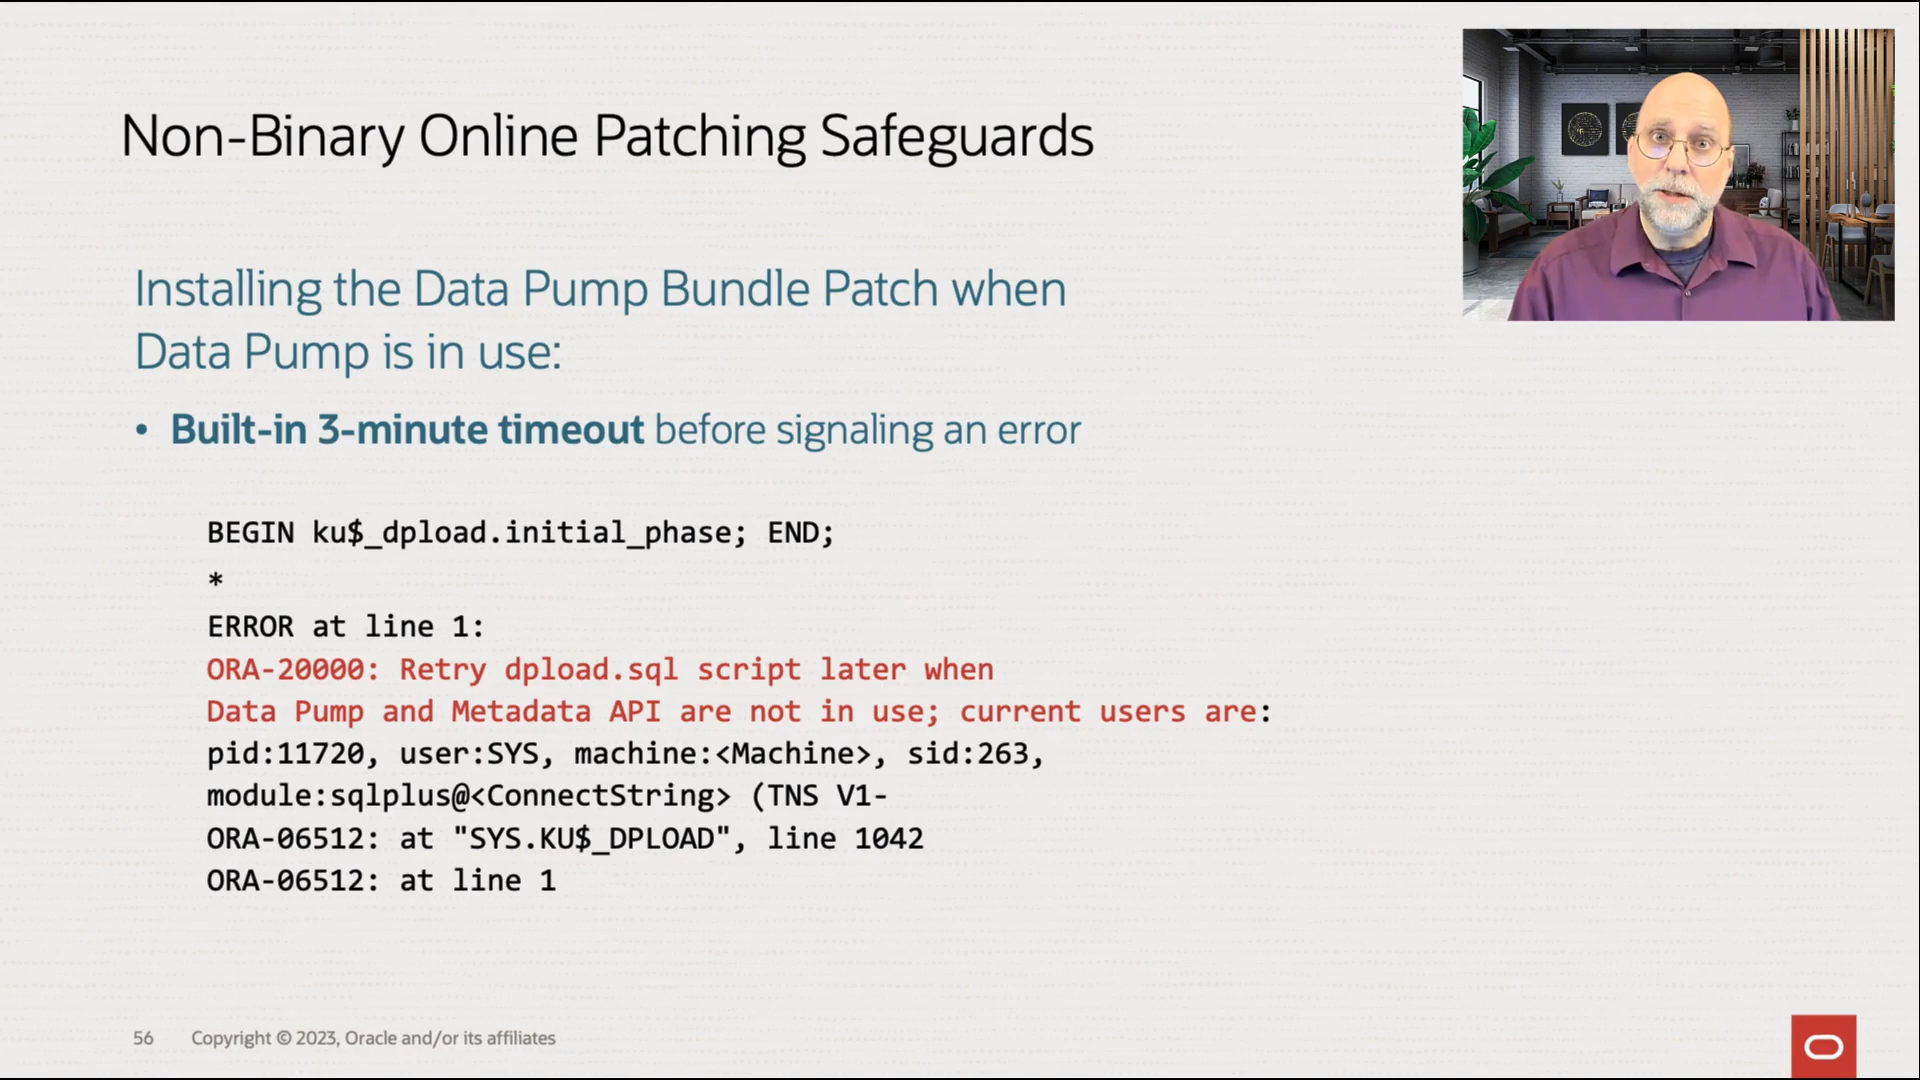 Non-Binary Online Patching Safeguards
Installing the Data Pump Bundle Patch when
Data Pump is in use:
• Built-in 3-minute timeout before signaling an error
BEGIN ku$_dpload.initial_phase; END;
*
ERROR at line 1:
ORA-20000: Retry dpload.sql script later when
Data Pump and Metadata API are not in use; current users are:
pid:11720, user:SYS, machine:<Machine>, sid:263,
module:sqlplus@<ConnectString> (TNS V1-
ORA-06512: at "SYS.KU$_DPLOAD", line 1042
ORA-06512: at line 1
56 Copyright © 2023, Oracle and/or its affiliates